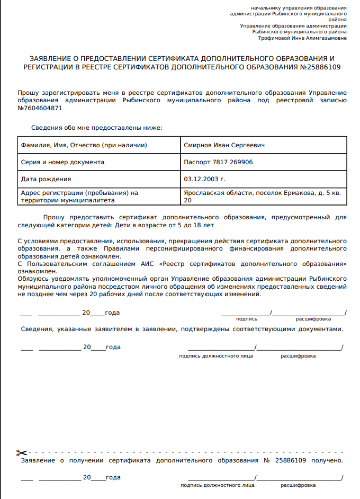 начальнику управления образования
администрации Рыбинского муниципального
района
Управление образования администрации
Рыбинского муниципального района
Трофимовой Инне Алимгазымовне
ЗАЯВЛЕНИЕ О ПРЕДОСТАВЛЕНИИ СЕРТИФИКАТА ДОПОЛНИТЕЛЬНОГО ОБРАЗОВАНИЯ И
РЕГИСТРАЦИИ В РЕЕСТРЕ СЕРТИФИКАТОВ ДОПОЛНИТЕЛЬНОГО ОБРАЗОВАНИЯ №25886109
Прошу зарегистрировать меня в реестре сертификатов дополнительного образования Управление
образования администрации Рыбинского муниципального района под реестровой записью
№7604604871
Сведения обо мне предоставлены ниже:
Фамилия, Имя, Отчество (при наличии) Смирнов Иван Сергеевич
Серия и номер документа Паспорт 7817 269906
Дата рождения 03.12.2003 г.
Адрес регистрации (пребывания) на Ярославская области, поселок Ермакова, д. 5 кв.
территории муниципалитета 20
Прошу предоставить сертификат дополнительного образования, предусмотренный для
следующей категории детей: Дети в возрасте от 5 до 18 лет
С условиями предоставления, использования, прекращения действия сертификата дополнительного
образования, а также Правилами персонифицированного финансирования дополнительного
образования детей ознакомлен.
С Пользовательским соглашением АИС «Реестр сертификатов дополнительного образования»
ознакомлен.
Обязуюсь уведомлять уполномоченный орган Управление образования администрации Рыбинского
муниципального района посредством личного обращения об изменениях предоставленных сведений
не позднее чем через 20 рабочих дней после соответствующих изменений.
___ ___________ 20____года ____________/__________________/
подпись расшифровка
Сведения, указанные заявителем в заявлении, подтверждены соответствующими документами.
___ ___________ 20____года ________________/__________________/
подпись должностного лица расшифровка
Заявление о получении сертификата дополнительного образования № 25886109 получено.
___ ___________ 20____года ________________/__________________/
подпись должностного лица расшифровка